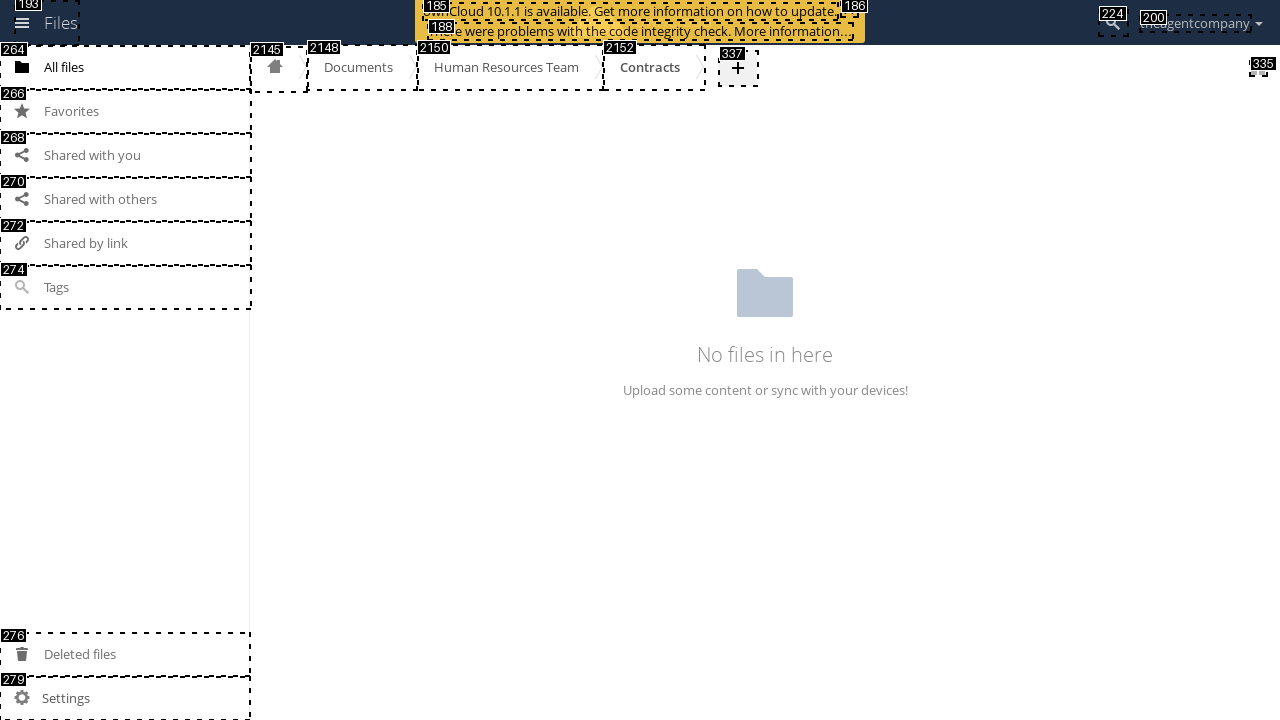 193
Files
185
Cloud 10.1.1 is available. Get more information on how to update.
186
188
e were problems with the code integrity check. More information…
224
200
agentcompany
264
All files
2145
2148
Documents
2150
Human Resources Team
2152
Contracts
337
+
335
266
Favorites
268
Shared with you
270
Shared with others
272
Shared by link
274
Tags
No files in here
Upload some content or sync with your devices!
276
Deleted files
279
Settings